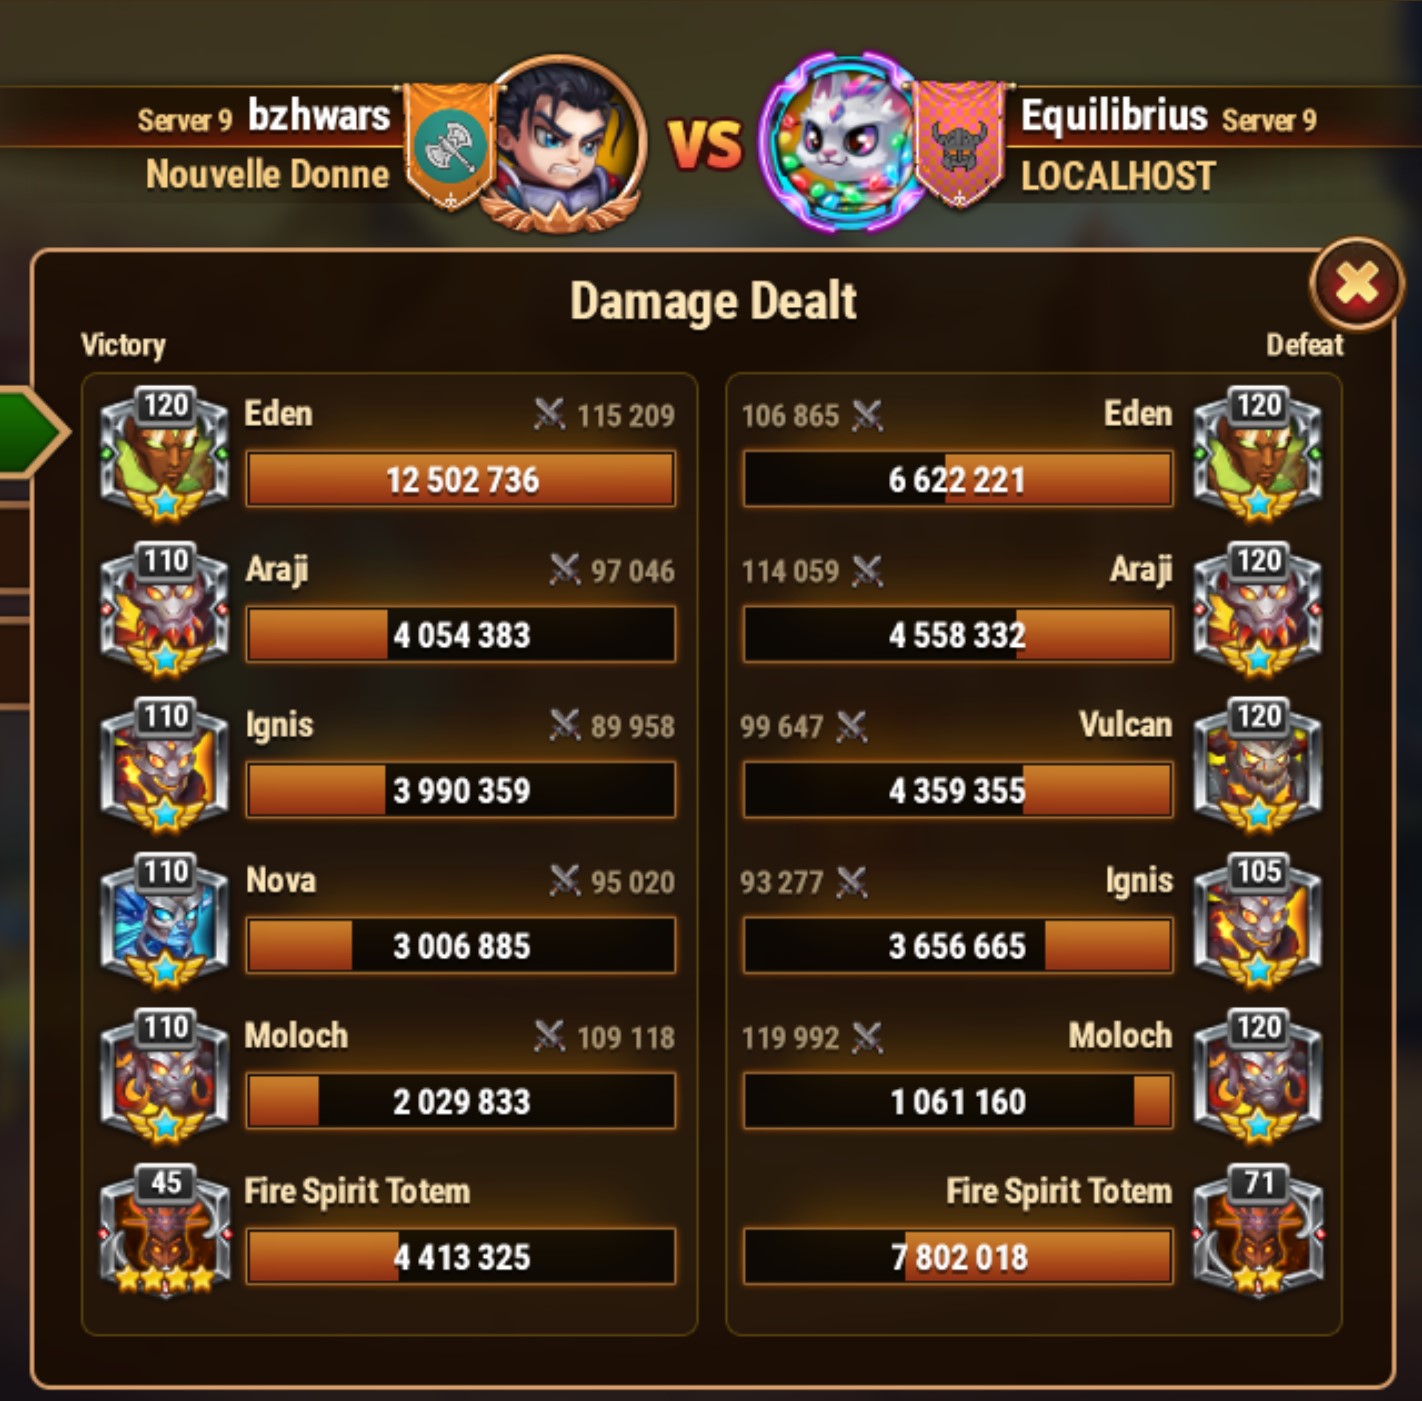 Server 9 bzhwars
Nouvelle Donne
VS
Equilibrius Server 9
LOCALHOST
Damage Dealt
Victory
Defeat
120
Eden
115 209
12 502 736
110
Araji
97 046
4 054 383
110
Ignis
89 958
3 990 359
110
Nova
95 020
3 006 885
110
Moloch
109 118
2 029 833
45
Fire Spirit Totem
4 413 325
106 865
Eden
120
6 622 221
114 059
Araji
120
4 558 332
99 647
Vulcan
120
4 359 355
93 277
Ignis
105
3 656 665
119 992
Moloch
120
1 061 160
Fire Spirit Totem
71
7 802 018